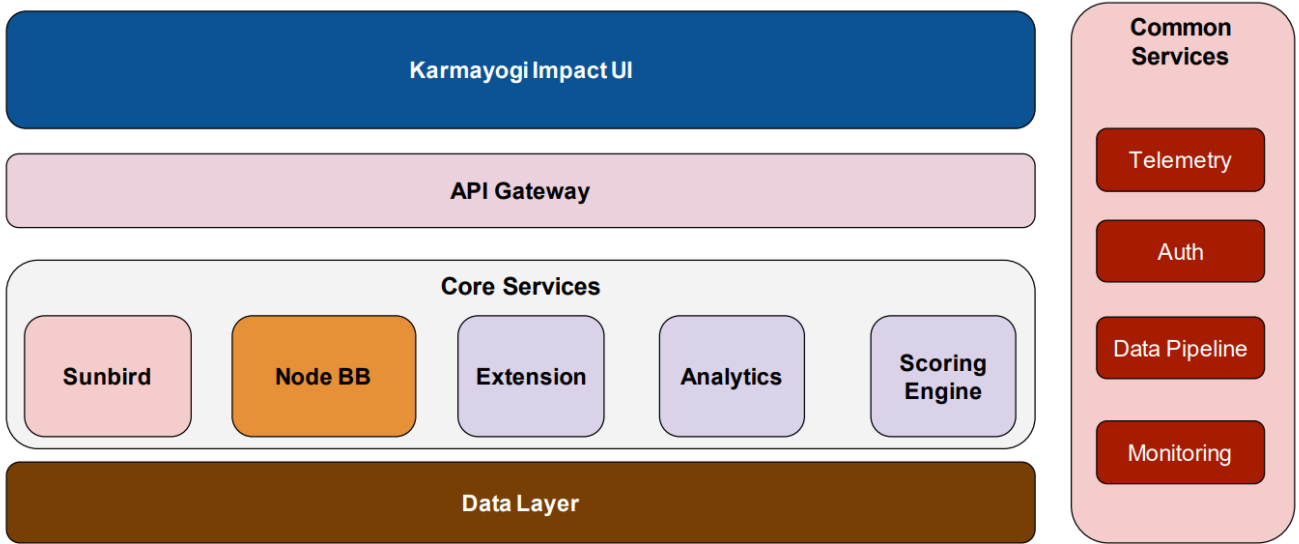 Karmayogi Impact UI
API Gateway
Core Services
Sunbird
Node BB
Extension
Analytics
Scoring
Engine
Data Layer
Common
Services
Telemetry
Auth
Data Pipeline
Monitoring